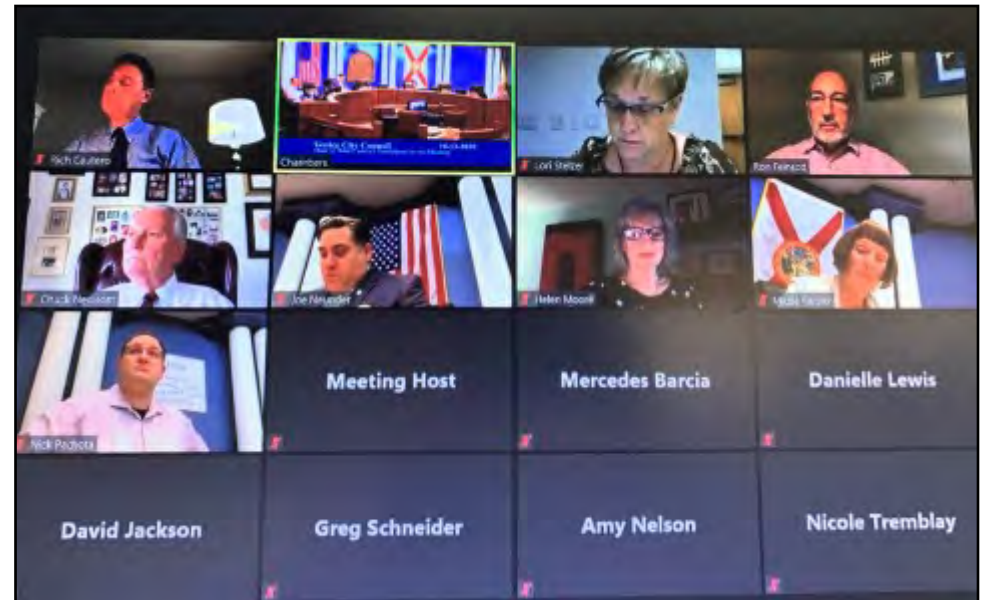 Rich Cautero
Venice City Council
Chambers
Lori Stelzer
Ron Feinsod
Chuck Newsom
Joe Neunder
Helen Moore
Nick Pachota
Meeting Host
Mercedes Barcia
Danielle Lewis
David Jackson
Greg Schneider
Amy Nelson
Nicole Tremblay